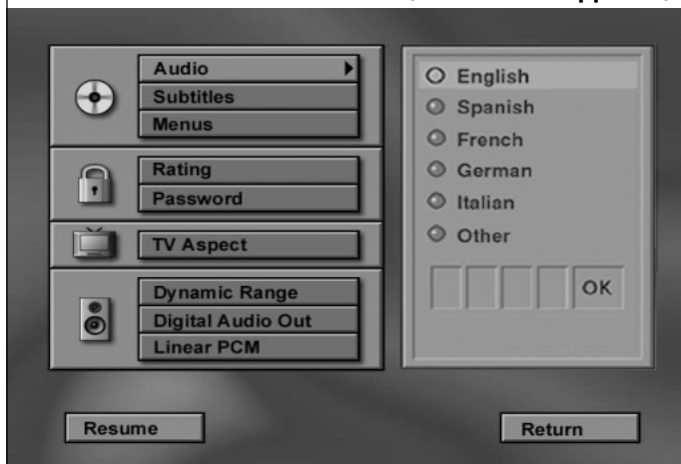 Audio
Subtitles
Menus
Rating
Password
TV Aspect
Dynamic Range
Digital Audio Out
Linear PCM
English
Spanish
French
German
Italian
Other
OK
Resume
Return